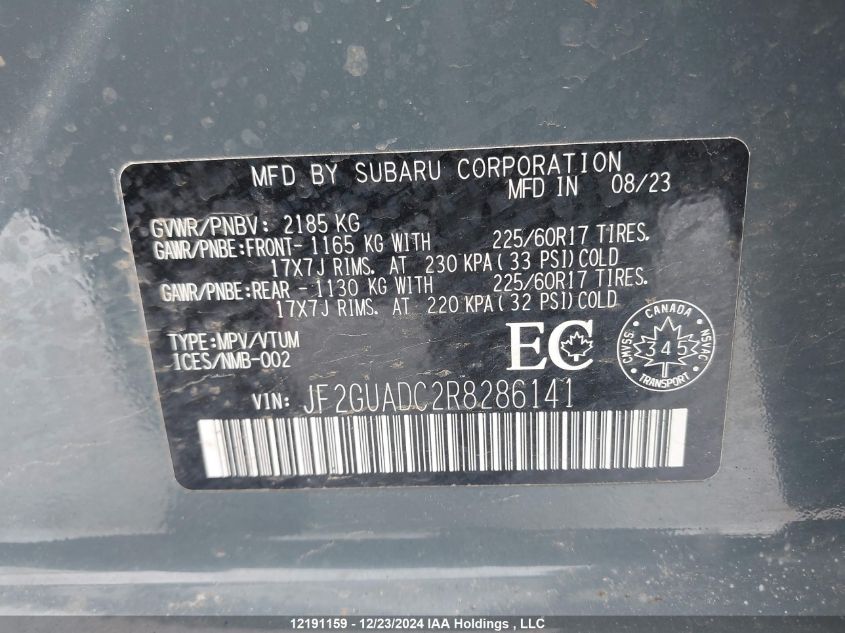 MFD BY SUBARU CORPORATION
MFD IN 08/23
GVWR/PNBV: 2185 KG
GAWR/PNBE:FRONT- 1165 KG WITH 225/60R17 TIRES.
17X7J RIMS. AT 230 KPA(33 PSI)COLD
GAWR/PNBE:REAR - 1130 KG WITH 225/60R17 TIRES.
17X7J RIMS. AT 220 KPA(32 PSI)COLD
TYPE:MPV/VTUM
ICES/NMB-002
EC
CANADA
CMVSS
345
NSVAC
TRANSPORT
VIN: JF2GUADC2R8286141
12191159 - 12/23/2024 IAA Holdings , LLC